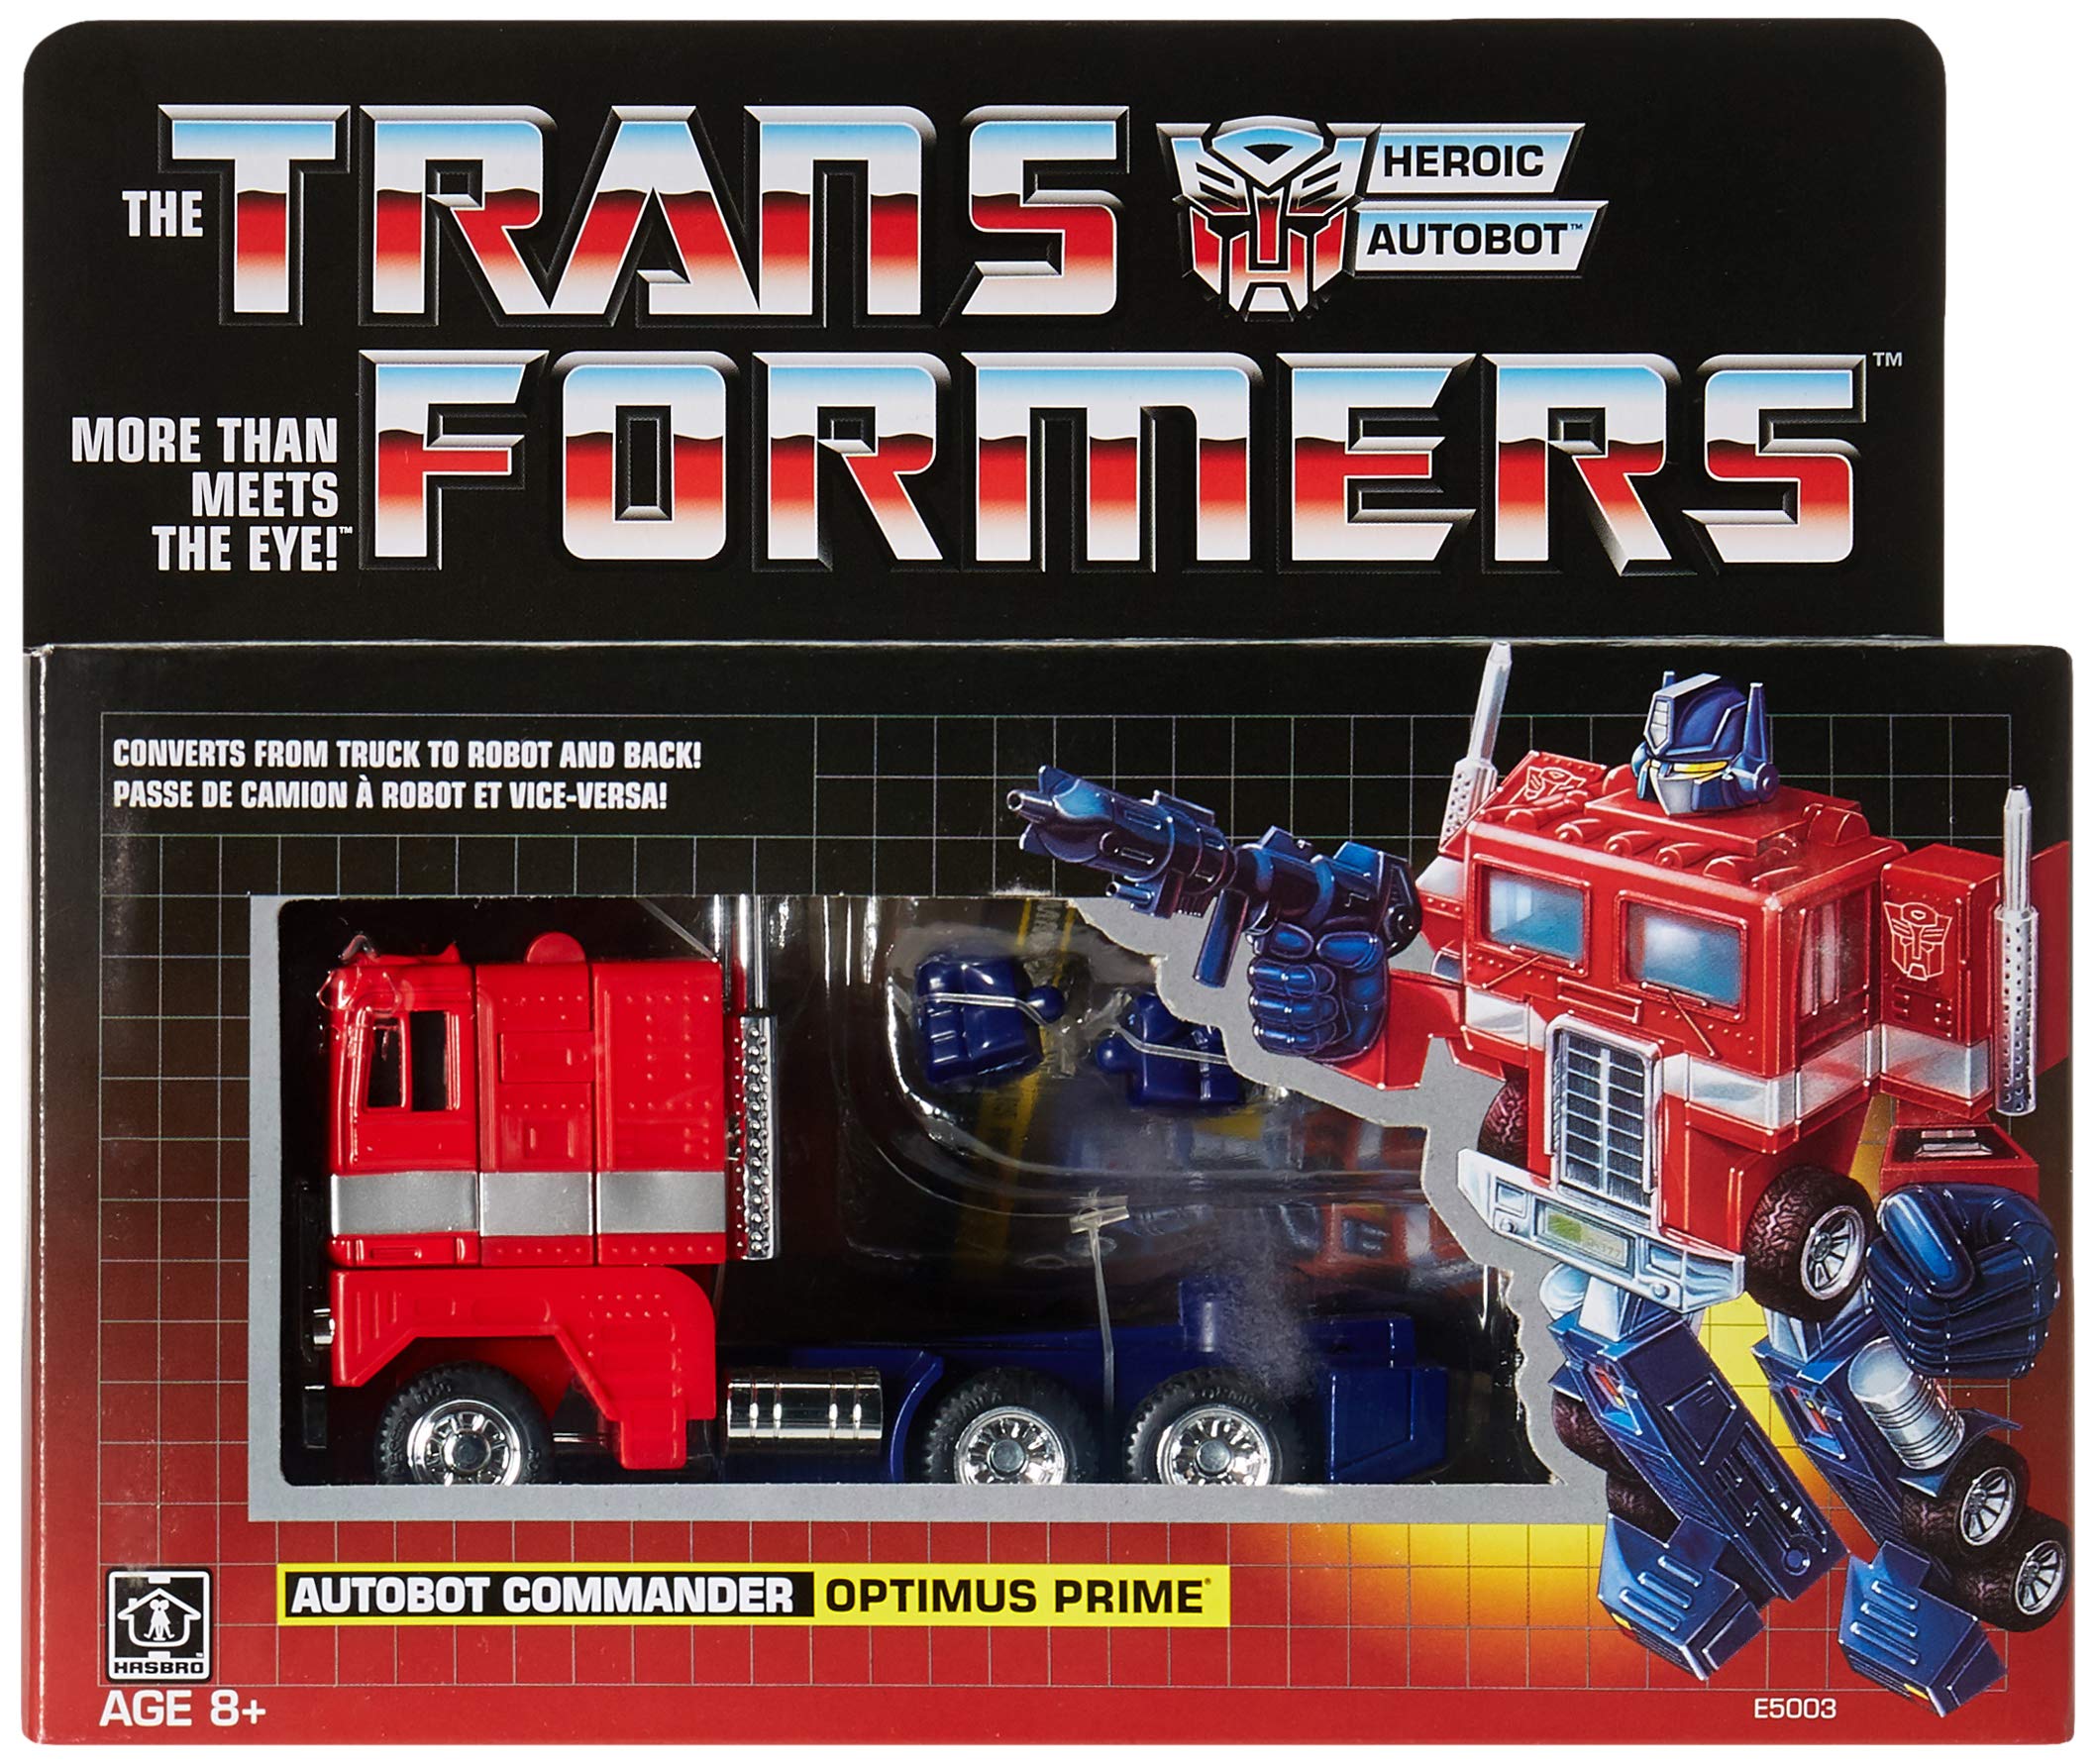 THE TRANS
HEROIC
AUTOBOT™
FORMERS™
MORE THAN
MEETS
THE EYE!™
CONVERTS FROM TRUCK TO ROBOT AND BACK!
PASSE DE CAMION À ROBOT ET VICE-VERSA!
AUTOBOT COMMANDER OPTIMUS PRIME®
HASBRO™
AGE 8+
E5003